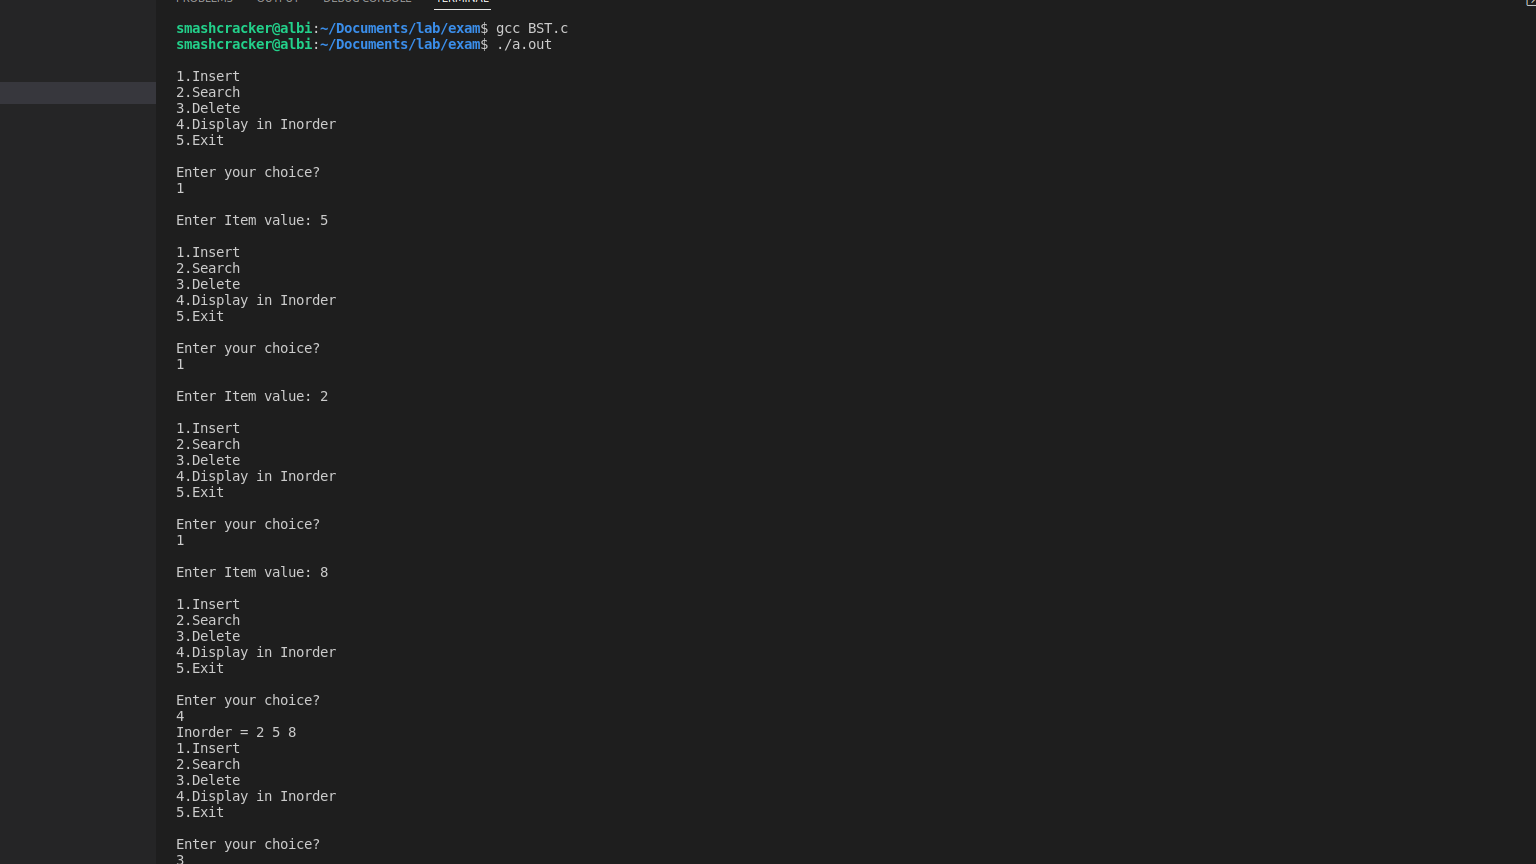 PROBLEMS OUTPUT DEBUG CONSOLE TERMINAL
smashcracker@albi:~/Documents/lab/exam$ gcc BST.c
smashcracker@albi:~/Documents/lab/exam$ ./a.out
1.Insert
2.Search
3.Delete
4.Display in Inorder
5.Exit
Enter your choice?
1
Enter Item value: 5
1.Insert
2.Search
3.Delete
4.Display in Inorder
5.Exit
Enter your choice?
1
Enter Item value: 2
1.Insert
2.Search
3.Delete
4.Display in Inorder
5.Exit
Enter your choice?
1
Enter Item value: 8
1.Insert
2.Search
3.Delete
4.Display in Inorder
5.Exit
Enter your choice?
4
Inorder = 2 5 8
1.Insert
2.Search
3.Delete
4.Display in Inorder
5.Exit
Enter your choice?
3